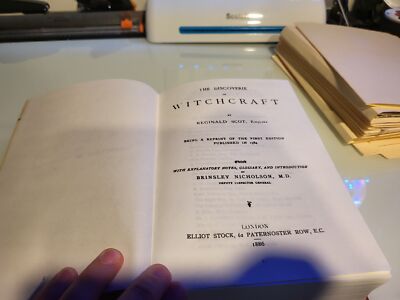 THE DISCOVERIE
OF
WITCHCRAFT
BY
REGINALD SCOT, Esquire
BEING A REPRINT OF THE FIRST EDITION
PUBLISHED IN 1584
Edited
WITH EXPLANATORY NOTES, GLOSSARY, AND INTRODUCTION
BY
BRINSLEY NICHOLSON, M.D.
DEPUTY INSPECTOR GENERAL
LONDON
ELLIOT STOCK, 62 PATERNOSTER ROW, E.C.
1886